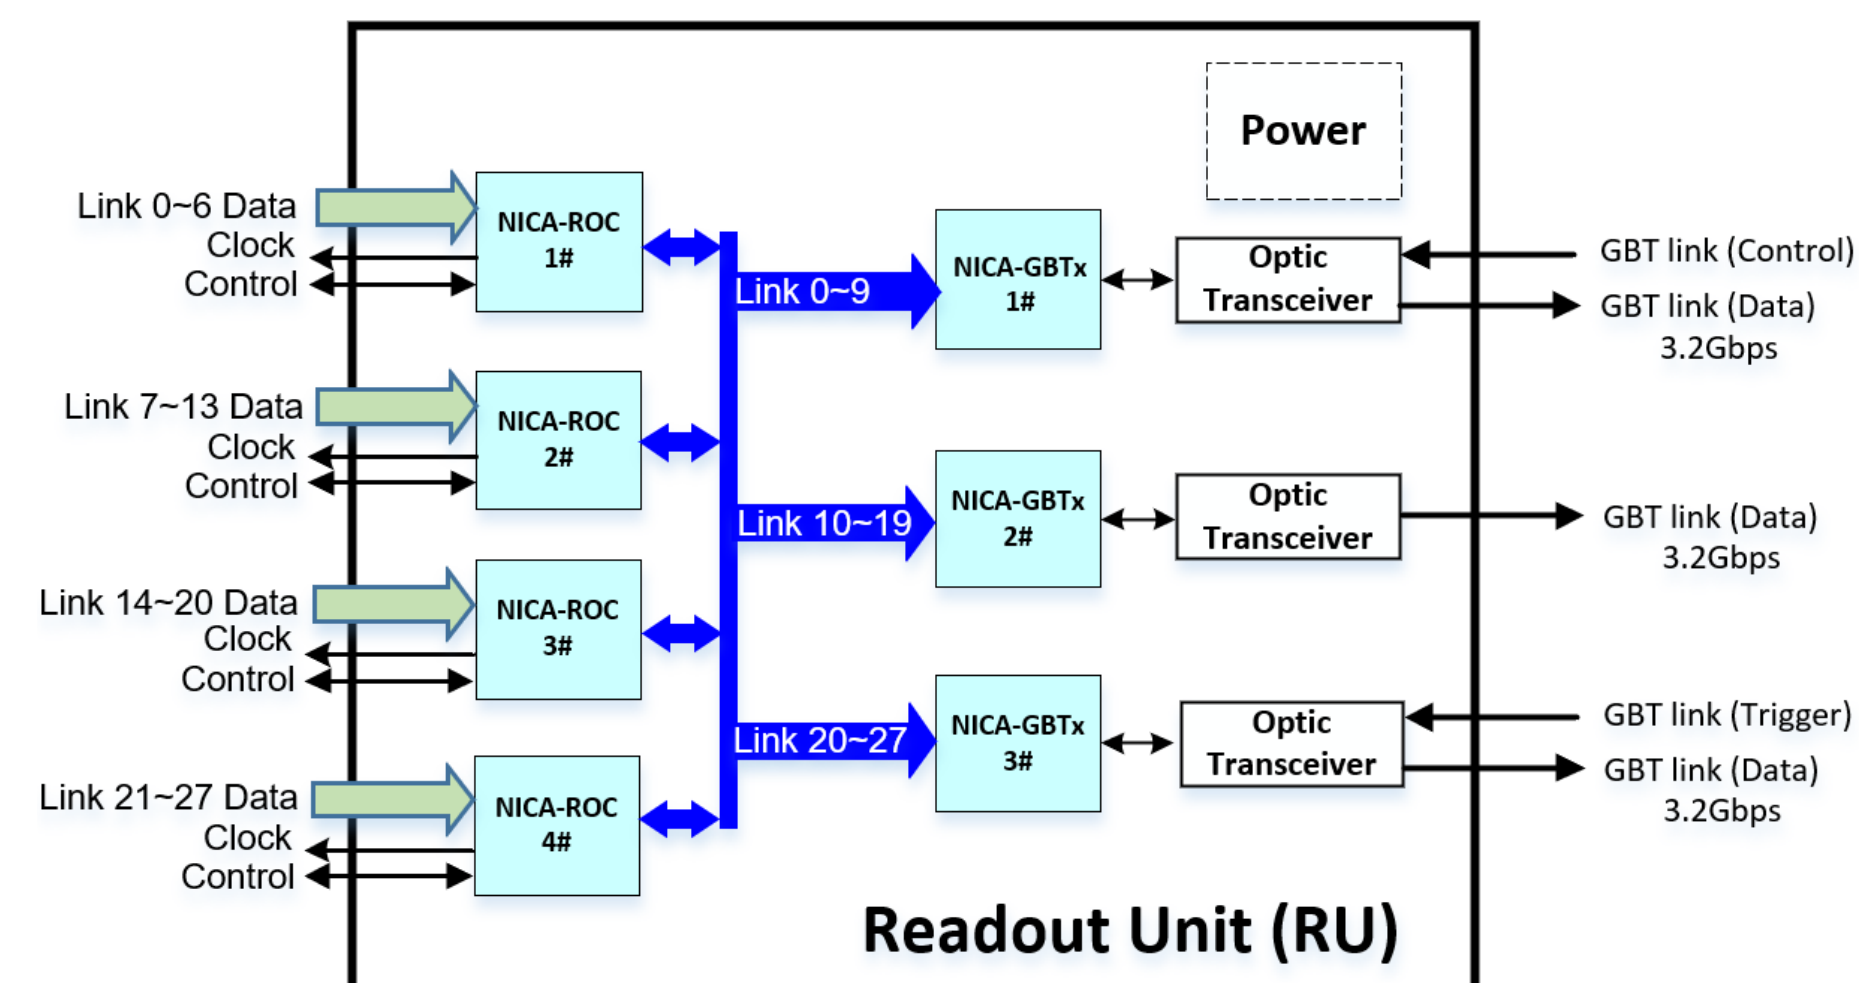 Power
Link 0~6 Data
Clock
Control
NICA-ROC
1#
Link 0~9
NICA-GBTx
1#
Optic
Transceiver
GBT link (Control)
GBT link (Data)
3.2Gbps
Link 7~13 Data
Clock
Control
NICA-ROC
2#
Link 10~19
NICA-GBTx
2#
Optic
Transceiver
GBT link (Data)
3.2Gbps
Link 14~20 Data
Clock
Control
NICA-ROC
3#
Link 20~27
NICA-GBTx
3#
Optic
Transceiver
GBT link (Trigger)
GBT link (Data)
3.2Gbps
Link 21~27 Data
Clock
Control
NICA-ROC
4#
Readout Unit (RU)